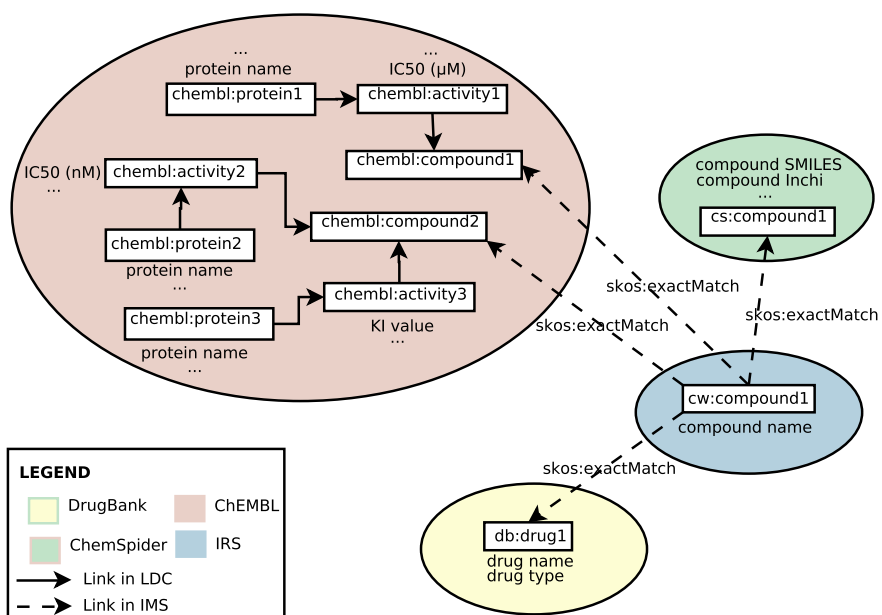 ...
protein name
chembl:protein1
...
IC50 (μM)
chembl:activity1
chembl:compound1
IC50 (nM)
...
chembl:activity2
chembl:compound2
chembl:protein2
protein name
...
chembl:activity3
KI value
...
chembl:protein3
protein name
...
compound SMILES
compound Inchi
...
cs:compound1
skos:exactMatch
skos:exactMatch
skos:exactMatch
cw:compound1
compound name
skos:exactMatch
db:drug1
drug name
drug type
LEGEND
DrugBank
ChEMBL
ChemSpider
IRS
Link in LDC
Link in IMS